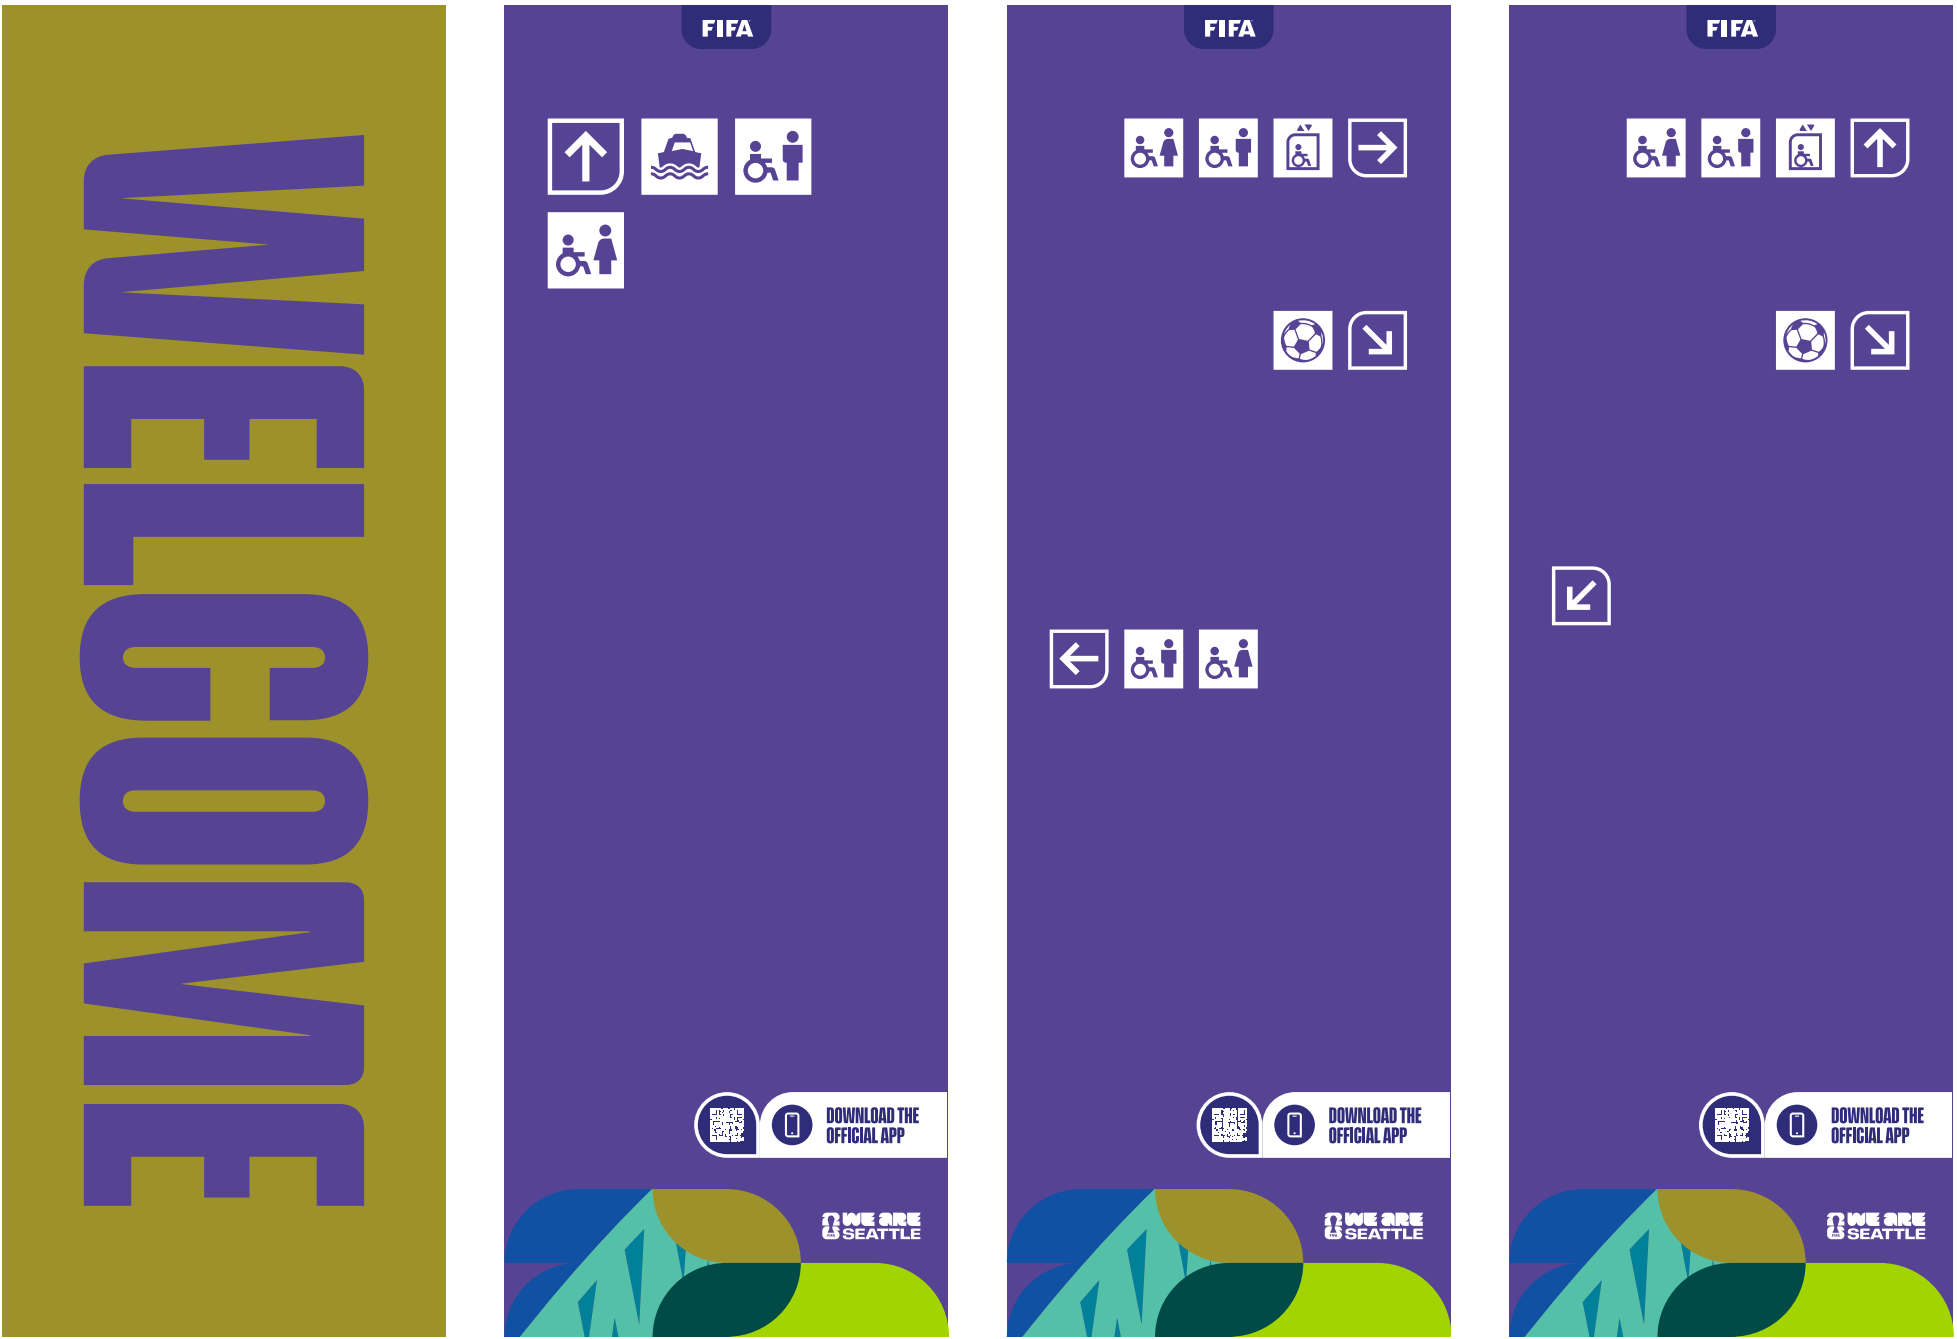 WELCOME
FIFA
DOWNLOAD THE
OFFICIAL APP
WE ARE
SEATTLE
FIFA
DOWNLOAD THE
OFFICIAL APP
WE ARE
SEATTLE
FIFA
DOWNLOAD THE
OFFICIAL APP
WE ARE
SEATTLE